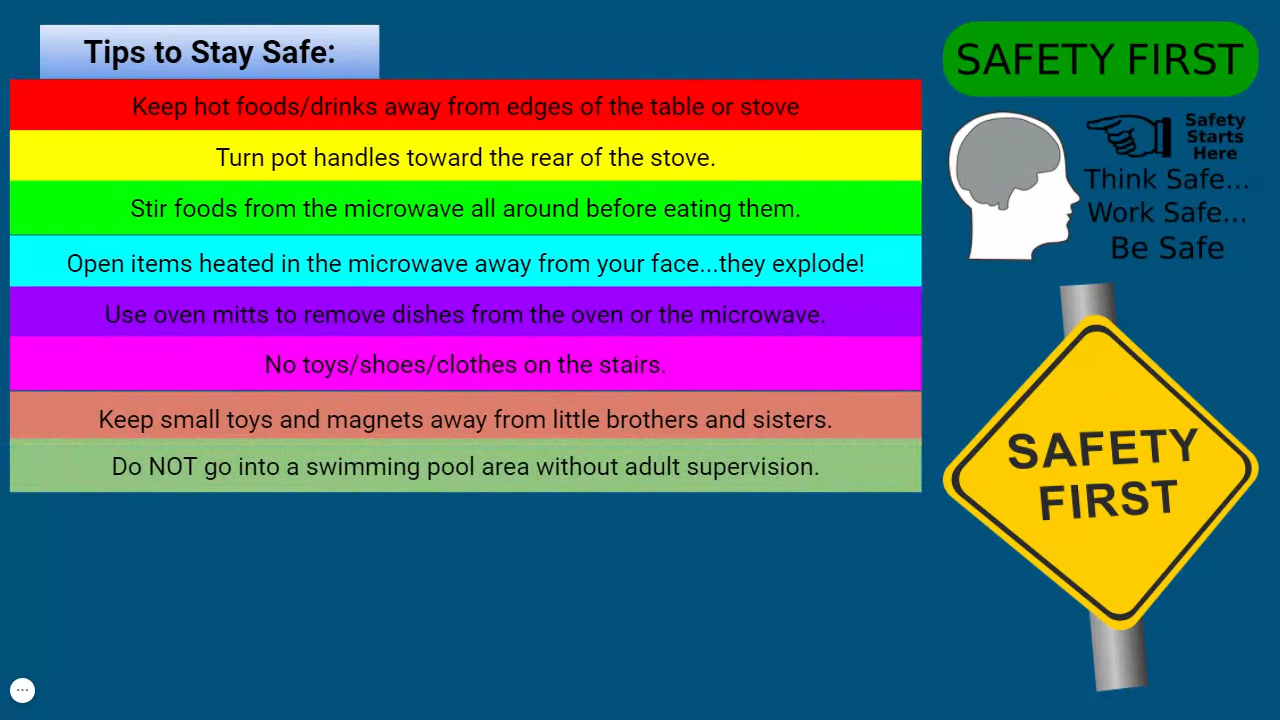 Tips to Stay Safe:
Keep hot foods/drinks away from edges of the table or stove
Turn pot handles toward the rear of the stove.
Stir foods from the microwave all around before eating them.
Open items heated in the microwave away from your face...they explode!
Use oven mitts to remove dishes from the oven or the microwave.
No toys/shoes/clothes on the stairs.
Keep small toys and magnets away from little brothers and sisters.
Do NOT go into a swimming pool area without adult supervision.
SAFETY FIRST
Safety
Starts
Here
Think Safe...
Work Safe...
Be Safe
SAFETY
FIRST